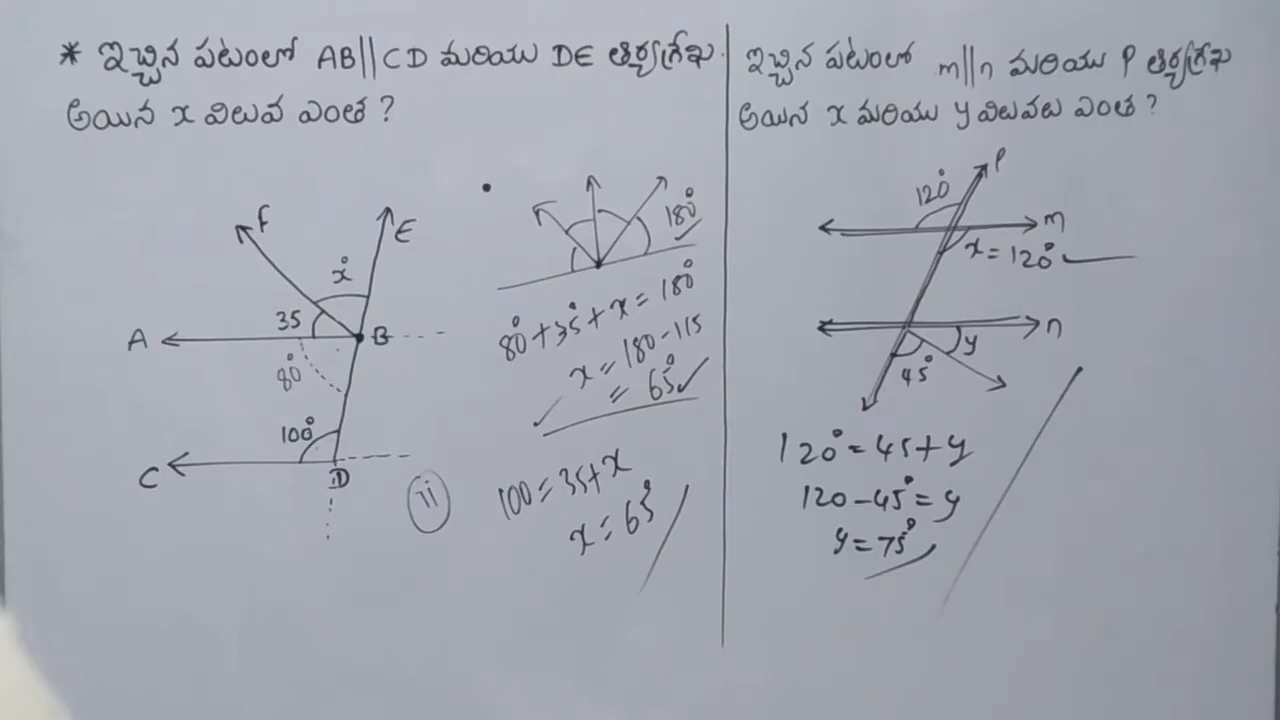 * ఇచ్చిన పటంలో AB||CD మరియు DE తిర్యగ్రేఖ
అయిన x విలువ ఎంత ?
F
E
x°
35
A
B
80°
100°
C
D
ii
180°
80° + 35° + x = 180°
x = 180 - 115
= 65°
100 = 35 + x
x = 65°
ఇచ్చిన పటంలో m||n మరియు P తిర్యగ్రేఖ
అయిన x మరియు y విలువలు ఎంత ?
P
120°
m
x = 120°
n
y
45°
120° = 45 + y
120 - 45° = y
y = 75°